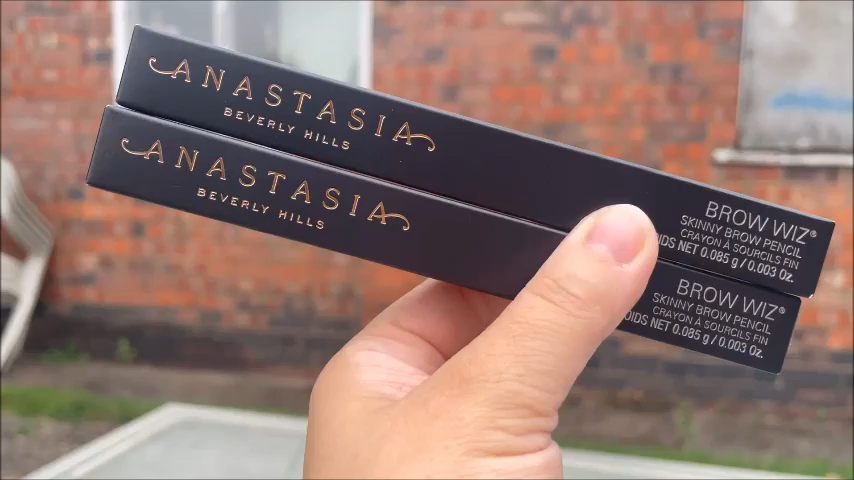 ANASTASIA
BEVERLY HILLS
BROW WIZ®
SKINNY BROW PENCIL
CRAYON À SOURCILS FIN
NET 0.085 g / 0.003 Oz.
ANASTASIA
BEVERLY HILLS
BROW WIZ®
SKINNY BROW PENCIL
CRAYON À SOURCILS FIN
NET 0.085 g / 0.003 Oz.